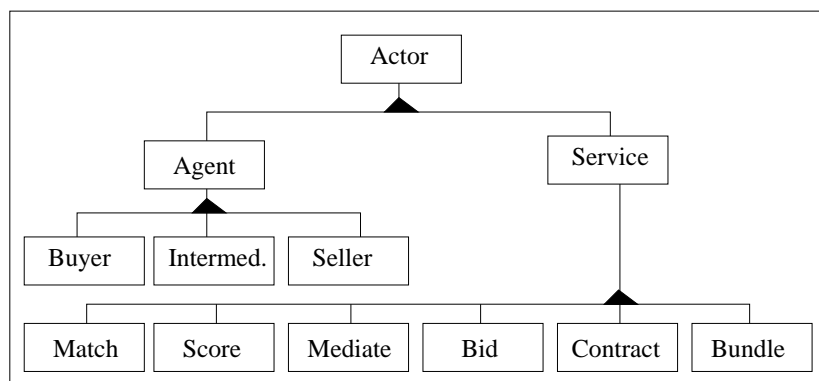 Actor
Agent
Service
Buyer
Intermed.
Seller
Match
Score
Mediate
Bid
Contract
Bundle